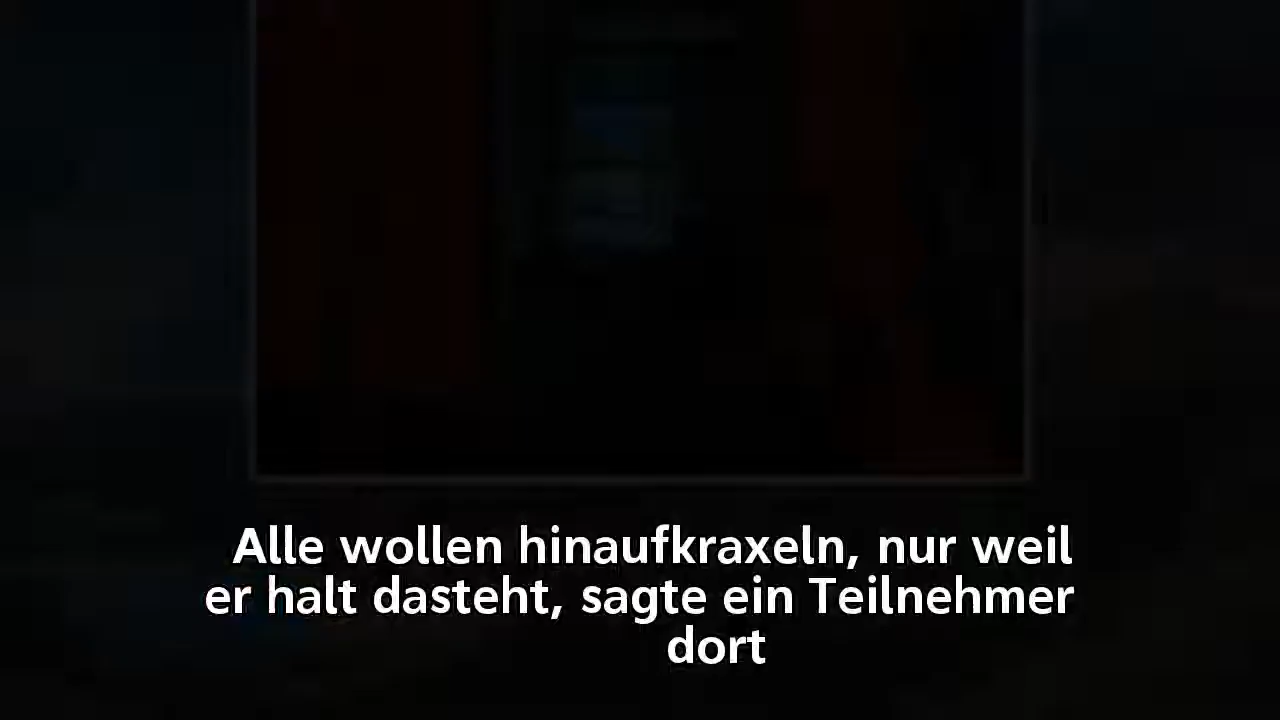 Alle wollen hinaufkraxeln, nur weil
er halt dasteht, sagte ein Teilnehmer
dort